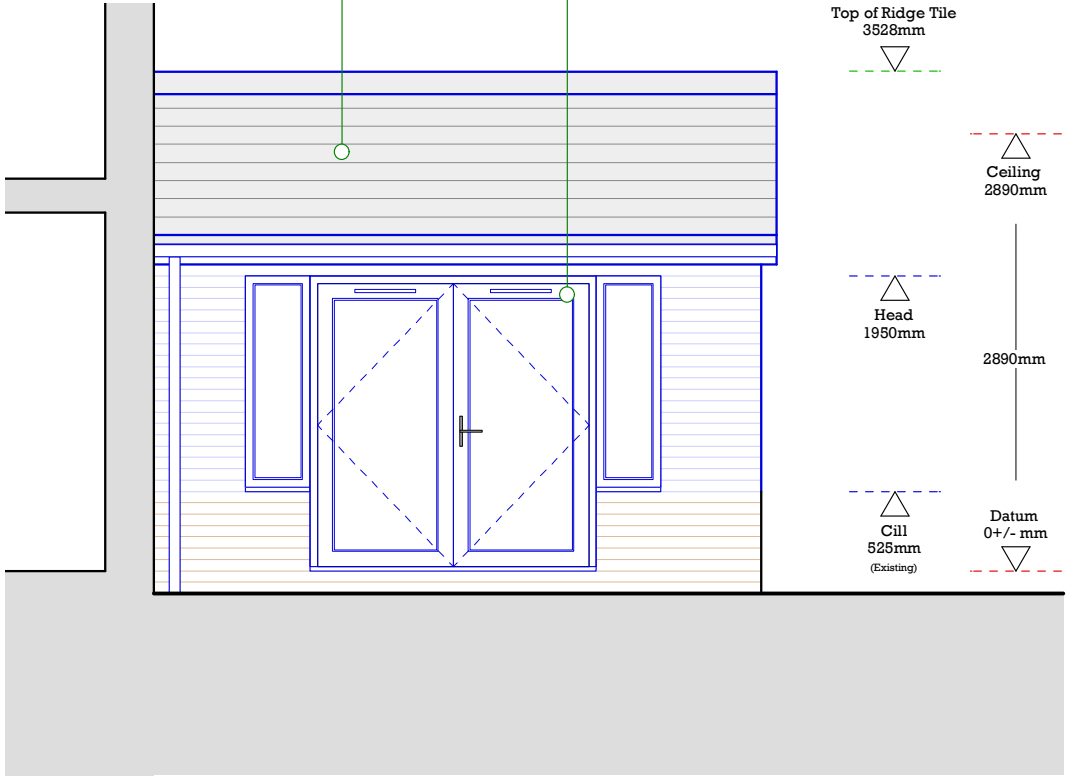 Top of Ridge Tile
3528mm
Ceiling
2890mm
Head
1950mm
2890mm
Cill
525mm
(Existing)
Datum
0+/- mm